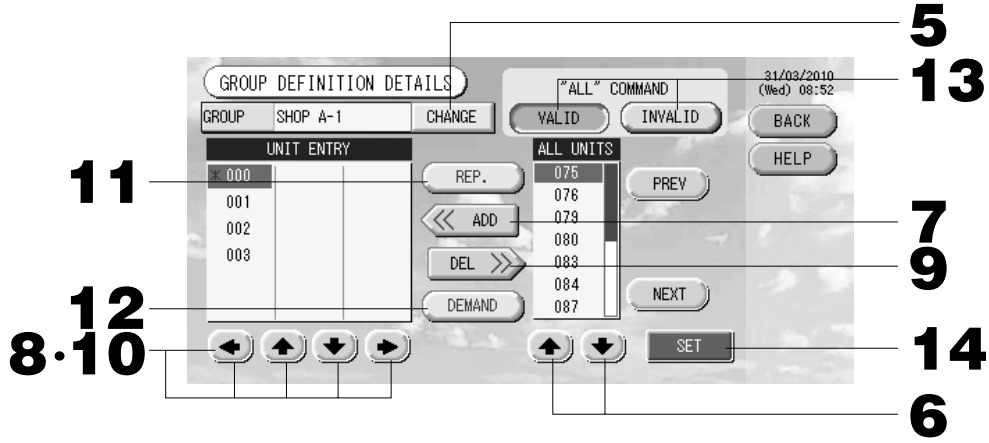 5
GROUP DEFINITION DETAILS
"ALL" COMMAND
31/03/2010
(Wed) 08:52
13
GROUP SHOP A-1 CHANGE
VALID INVALID
BACK
UNIT ENTRY
ALL UNITS
HELP
11
* 000
001
002
003
REP.
ADD
DEL
DEMAND
075
076
079
080
083
084
087
PREV
NEXT
7
9
12
8·10
SET
14
6